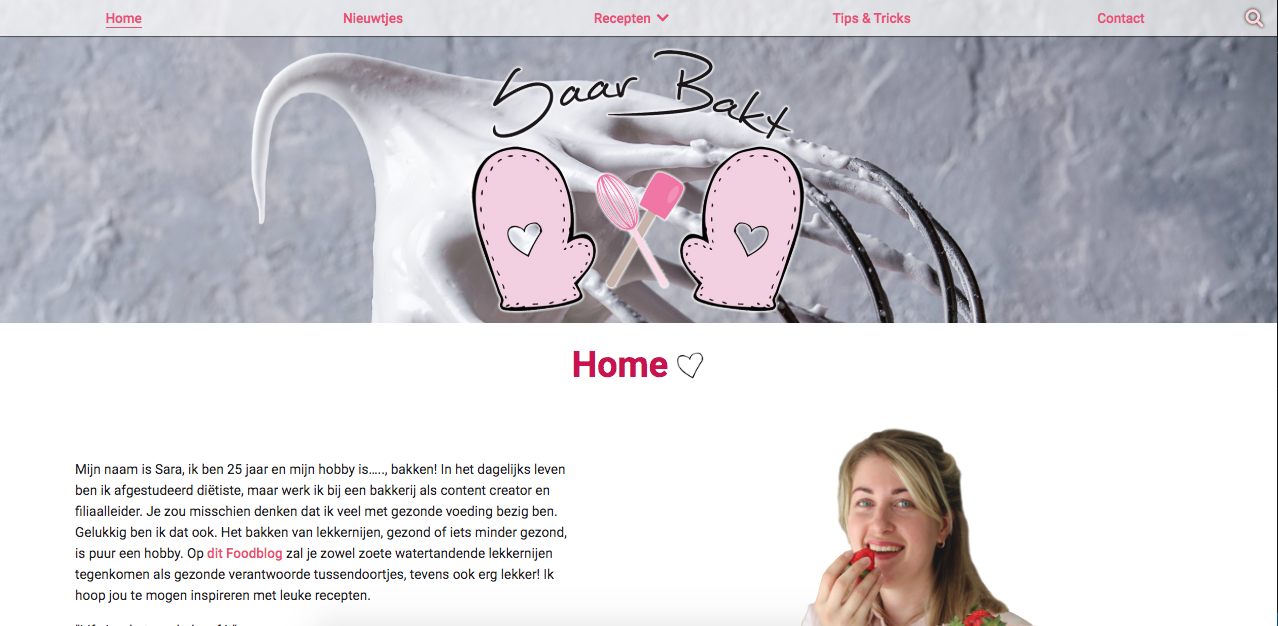 Home
Nieuwtjes
Recepten
Tips & Tricks
Contact
Saar Bakt
Home
Mijn naam is Sara, ik ben 25 jaar en mijn hobby is....., bakken! In het dagelijks leven
ben ik afgestudeerd diëtiste, maar werk ik bij een bakkerij als content creator en
filiaalleider. Je zou misschien denken dat ik veel met gezonde voeding bezig ben.
Gelukkig ben ik dat ook. Het bakken van lekkernijen, gezond of iets minder gezond,
is puur een hobby. Op dit Foodblog zal je zowel zoete watertandende lekkernijen
tegenkomen als gezonde verantwoorde tussendoortjes, tevens ook erg lekker! Ik
hoop jou te mogen inspireren met leuke recepten.